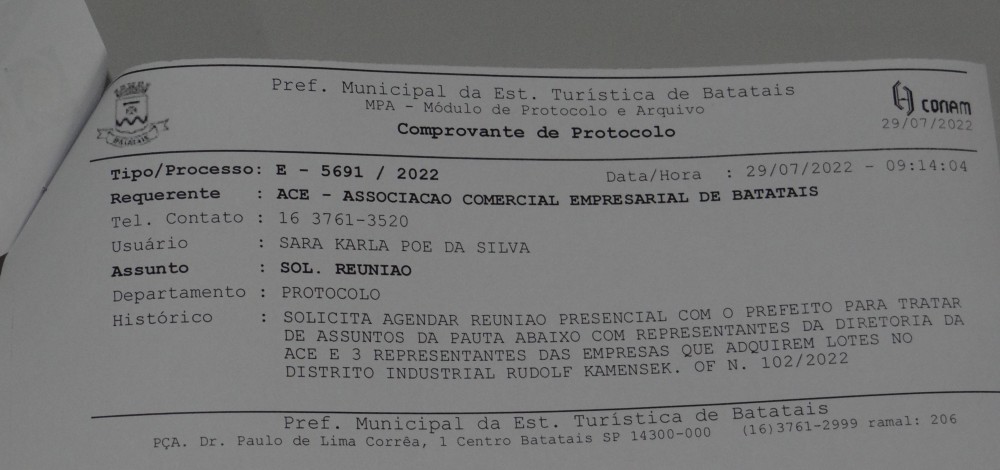 Pref. Municipal da Est. Turística de Batatais
MPA - Módulo de Protocolo e Arquivo
Comprovante de Protocolo
BATATAIS
CONAM
29/07/2022
Tipo/Processo: E - 5691 / 2022 Data/Hora : 29/07/2022 - 09:14:04
Requerente : ACE - ASSOCIACAO COMERCIAL EMPRESARIAL DE BATATAIS
Tel. Contato : 16 3761-3520
Usuário : SARA KARLA POE DA SILVA
Assunto : SOL. REUNIAO
Departamento : PROTOCOLO
Histórico : SOLICITA AGENDAR REUNIAO PRESENCIAL COM O PREFEITO PARA TRATAR
DE ASSUNTOS DA PAUTA ABAIXO COM REPRESENTANTES DA DIRETORIA DA
ACE E 3 REPRESENTANTES DAS EMPRESAS QUE ADQUIREM LOTES NO
DISTRITO INDUSTRIAL RUDOLF KAMENSEK. OF N. 102/2022
Pref. Municipal da Est. Turística de Batatais
PÇA. Dr. Paulo de Lima Corrêa, 1 Centro Batatais SP 14300-000 (16)3761-2999 ramal: 206